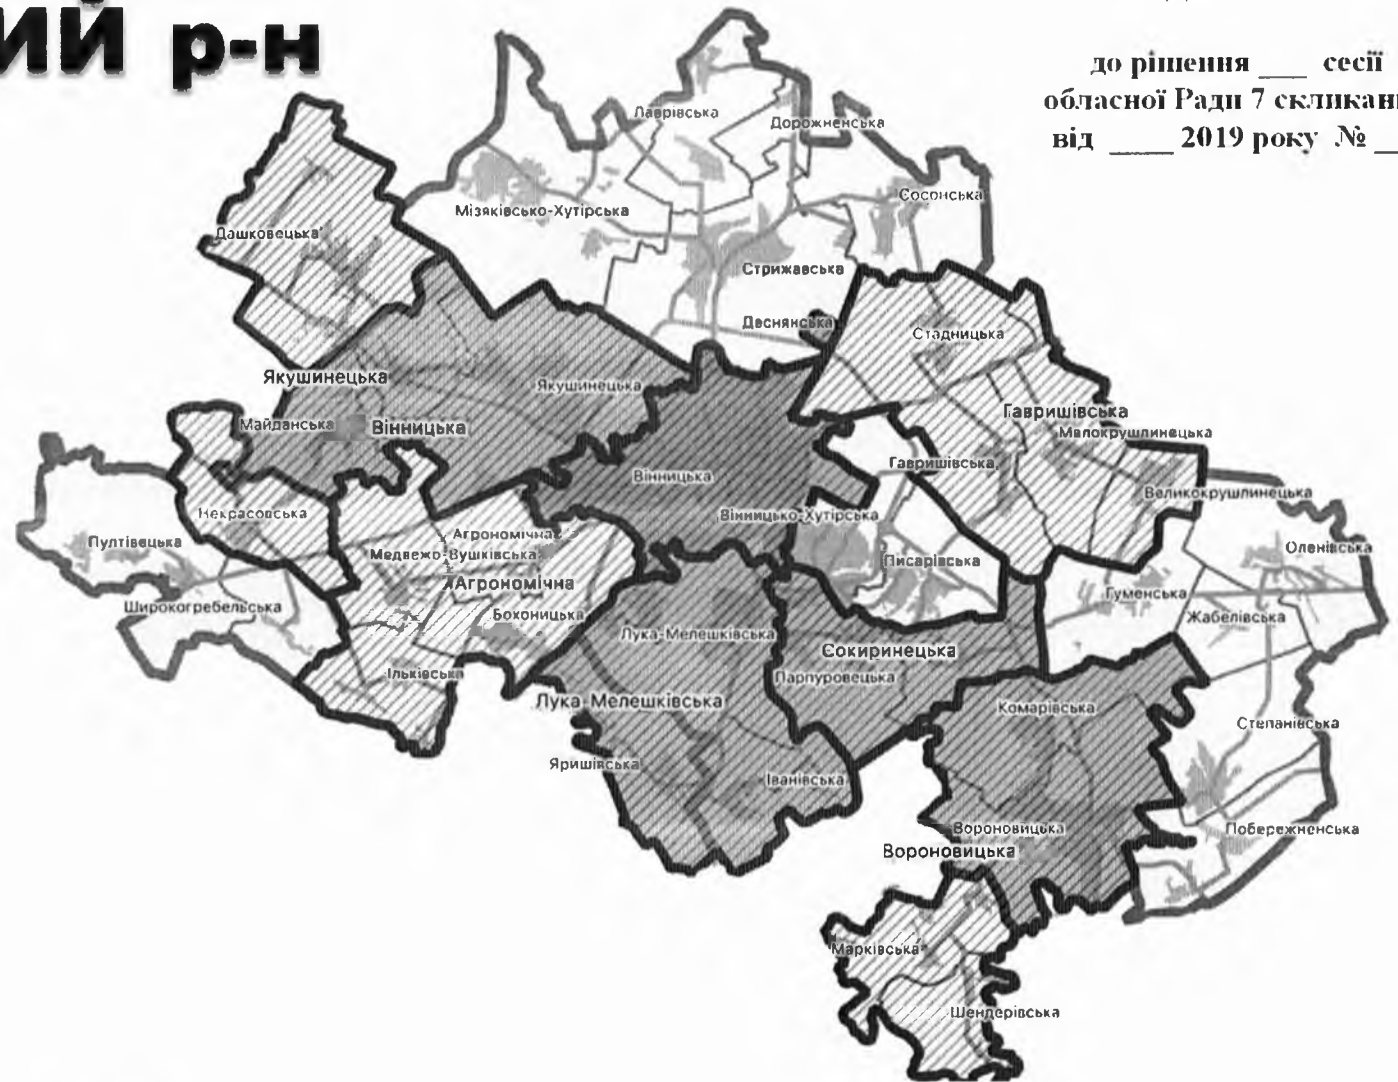 ИЙ р-н
до рішення ___ сесії
обласної Ради 7 скликан
від ____ 2019 року № __
Лаврівська
Дорожненська
Сосонська
Мізяківсько-Хутірська
Дашковецька
Стрижавська
Деснянська
Стадницька
Якушинецька
Якушинецька
Гавришівська
Майданська
Вінницька
Малокрушлинецька
Гавришівська
Вінницька
Великокрушлинецька
Некрасовська
Вінницько-Хутірська
Агрономічна
Пултівецька
Медвеже-Вушківська
Писарівська
Оленівська
Агрономічна
Гуменська
Широкогребельська
Бохоницька
Жабелівська
Лука-Мелешківська
Сокиринецька
Ільківська
Парпуровецька
Лука-Мелешківська
Комарівська
Степанівська
Яришівська
Іванівська
Вороновицька
Побережненська
Вороновицька
Марківська
Шендерівська